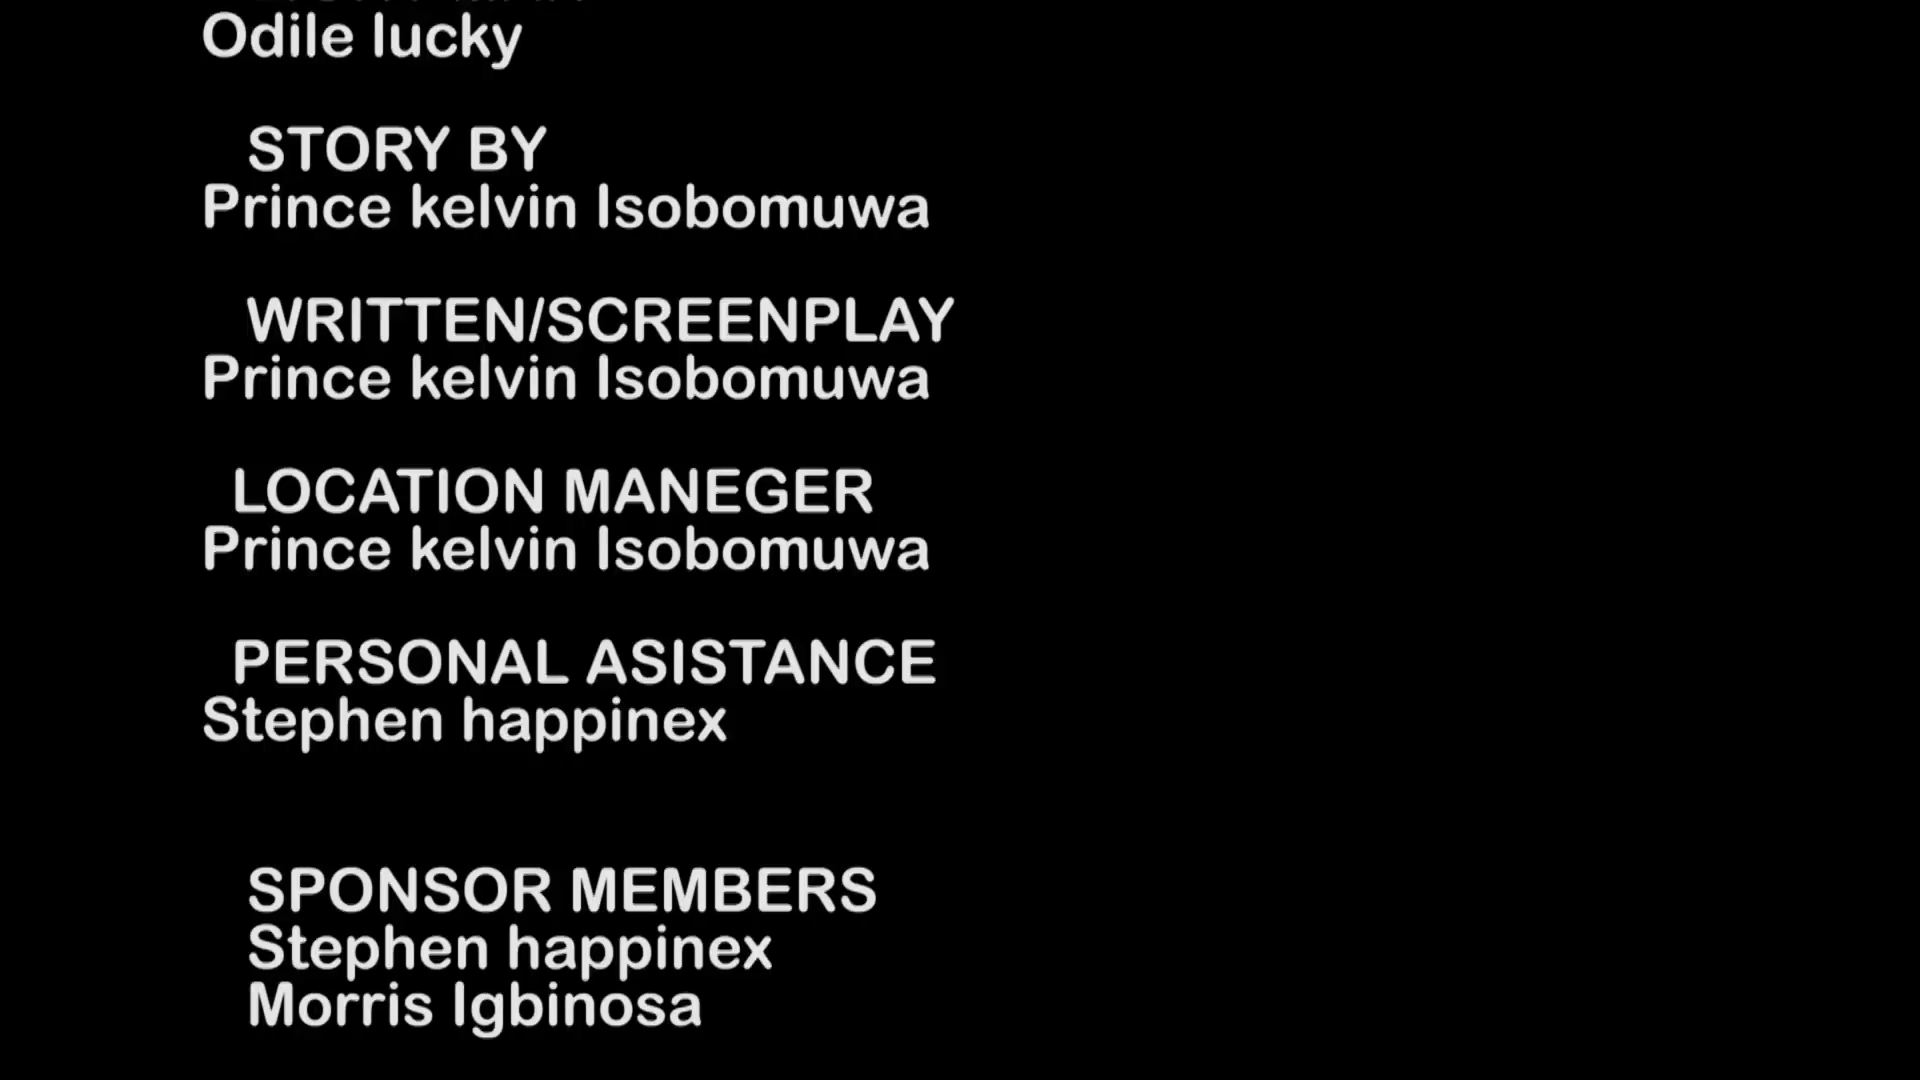 Odile lucky
STORY BY
Prince kelvin Isobomuwa
WRITTEN/SCREENPLAY
Prince kelvin Isobomuwa
LOCATION MANEGER
Prince kelvin Isobomuwa
PERSONAL ASISTANCE
Stephen happinex
SPONSOR MEMBERS
Stephen happinex
Morris Igbinosa